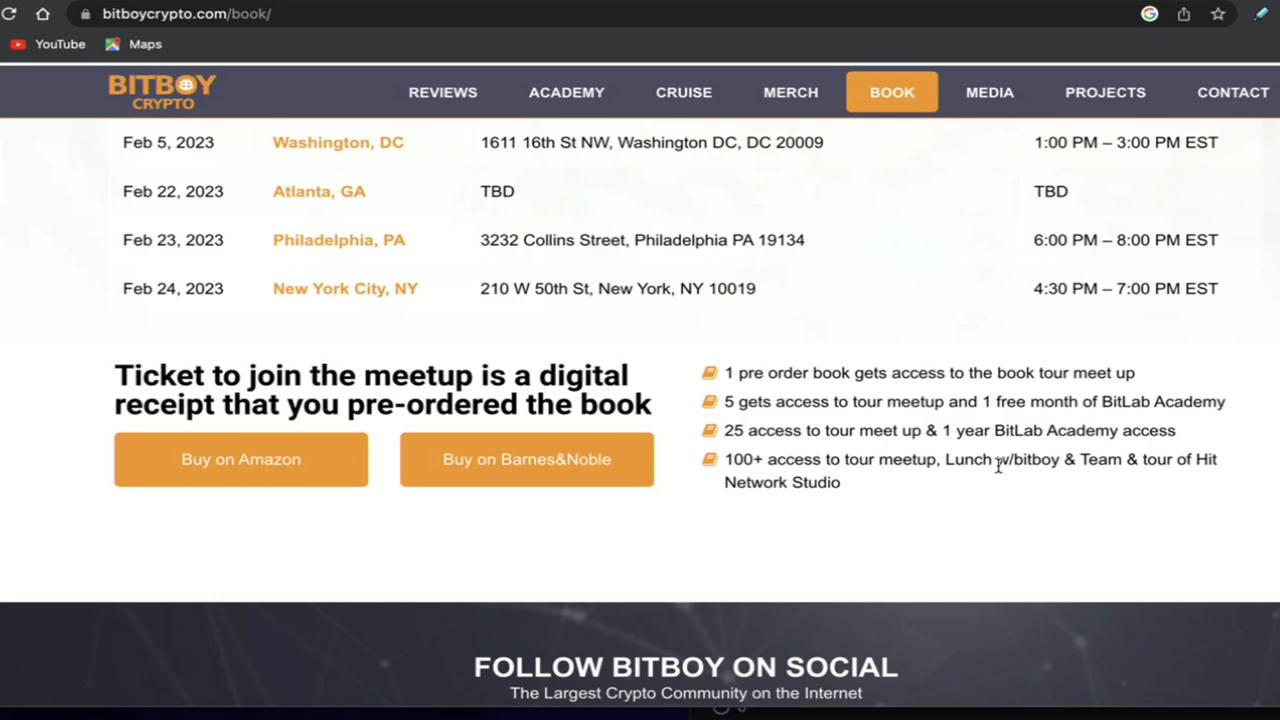 bitboycrypto.com/book/
YouTube Maps
BITBOY CRYPTO REVIEWS ACADEMY CRUISE MERCH BOOK MEDIA PROJECTS CONTACT
Feb 5, 2023 Washington, DC 1611 16th St NW, Washington DC, DC 20009 1:00 PM – 3:00 PM EST
Feb 22, 2023 Atlanta, GA TBD TBD
Feb 23, 2023 Philadelphia, PA 3232 Collins Street, Philadelphia PA 19134 6:00 PM – 8:00 PM EST
Feb 24, 2023 New York City, NY 210 W 50th St, New York, NY 10019 4:30 PM – 7:00 PM EST
Ticket to join the meetup is a digital
receipt that you pre-ordered the book
Buy on Amazon Buy on Barnes&Noble
1 pre order book gets access to the book tour meet up
5 gets access to tour meetup and 1 free month of BitLab Academy
25 access to tour meet up & 1 year BitLab Academy access
100+ access to tour meetup, Lunch w/bitboy & Team & tour of Hit
Network Studio
FOLLOW BITBOY ON SOCIAL
The Largest Crypto Community on the Internet